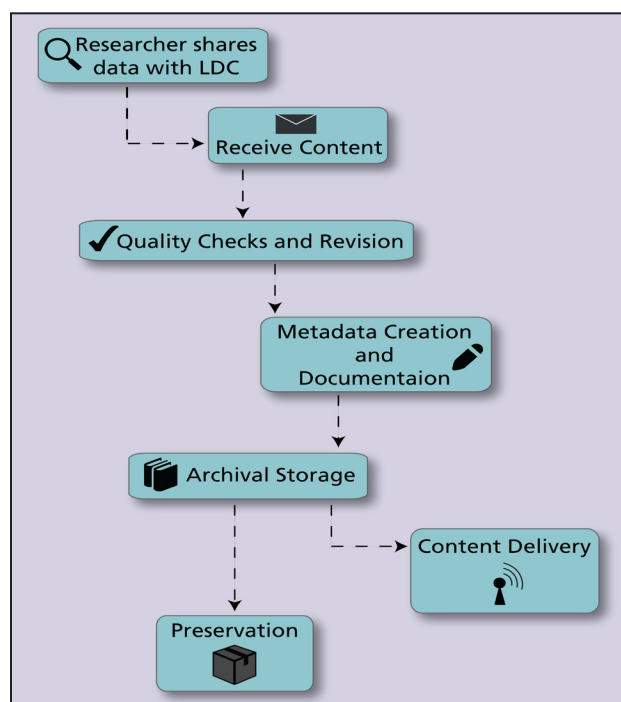 Researcher shares
data with LDC
Receive Content
Quality Checks and Revision
Metadata Creation
and
Documentaion
Archival Storage
Content Delivery
Preservation